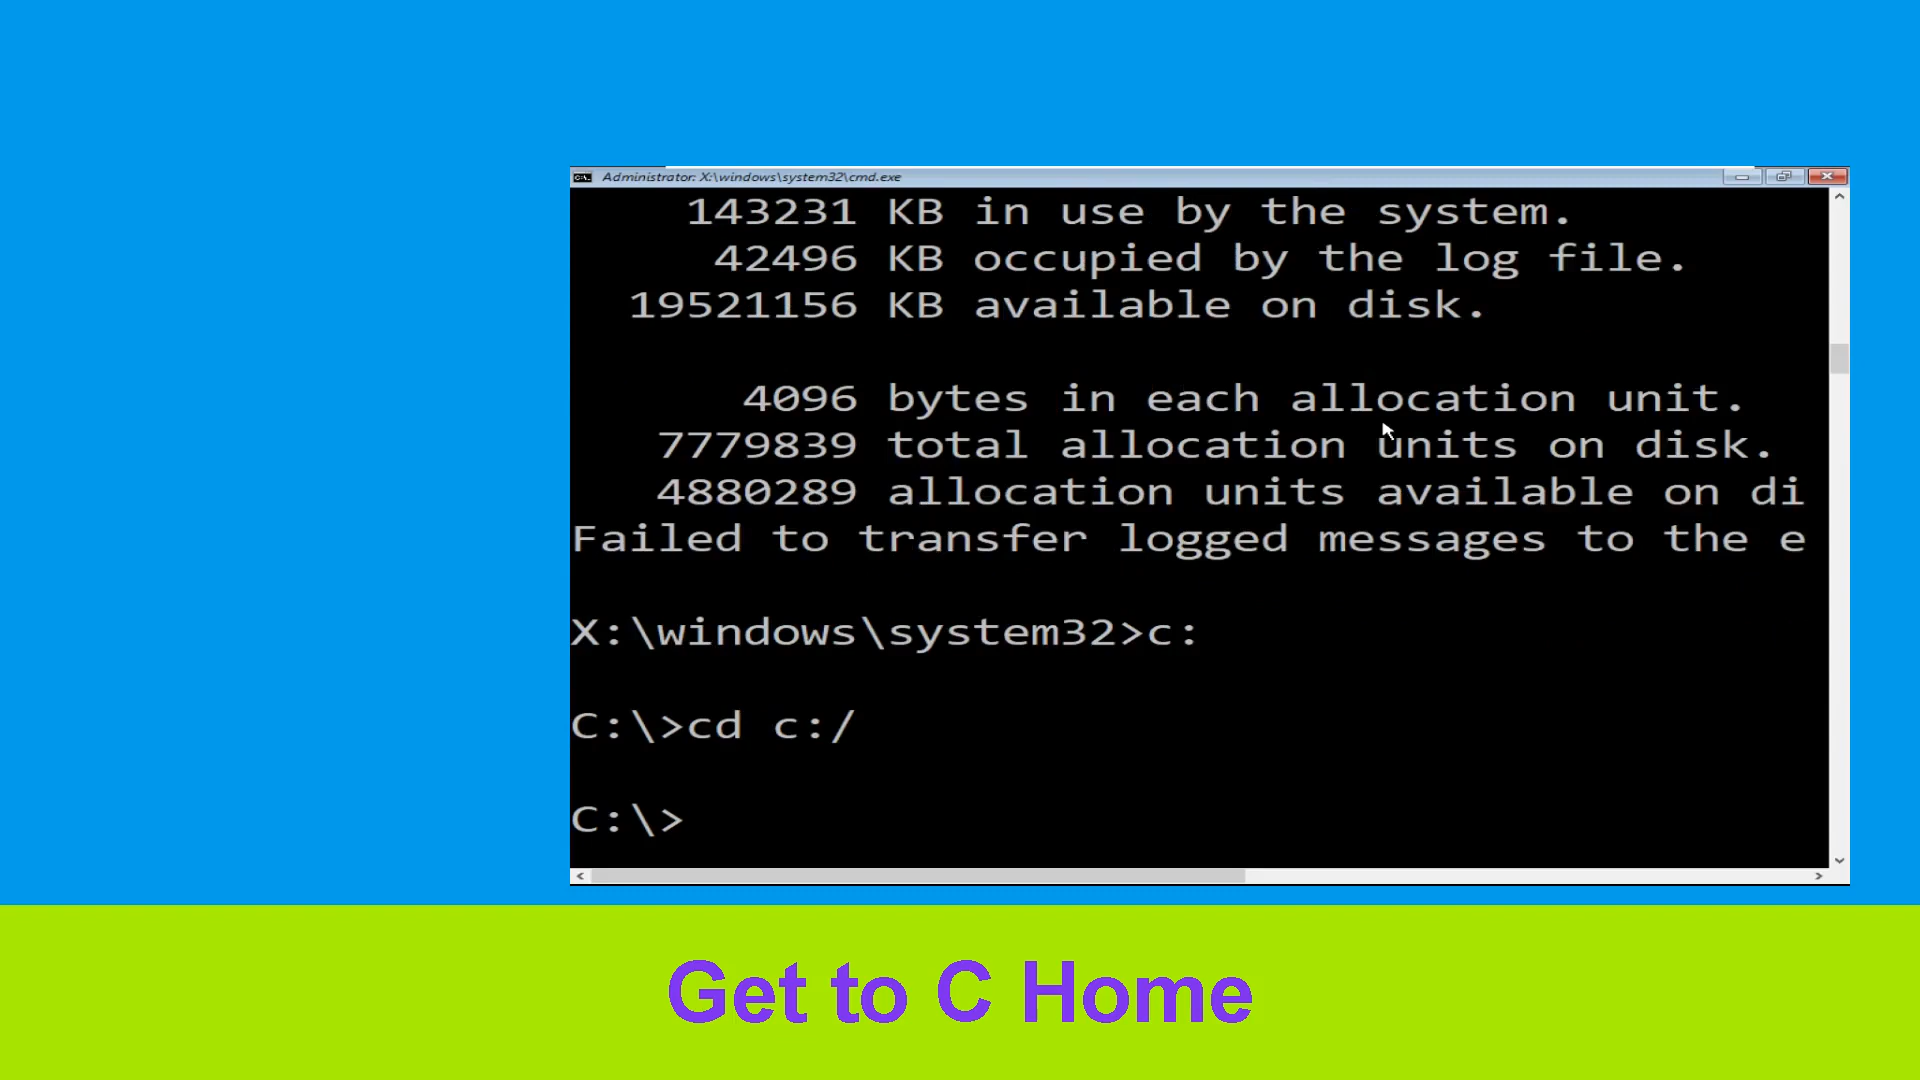 Administrator: X:\windows\system32\cmd.exe
143231 KB in use by the system.
42496 KB occupied by the log file.
19521156 KB available on disk.
4096 bytes in each allocation unit.
7779839 total allocation units on disk.
4880289 allocation units available on di
Failed to transfer logged messages to the e
X:\windows\system32>c:
C:\>cd c:/
C:\>
Get to C Home